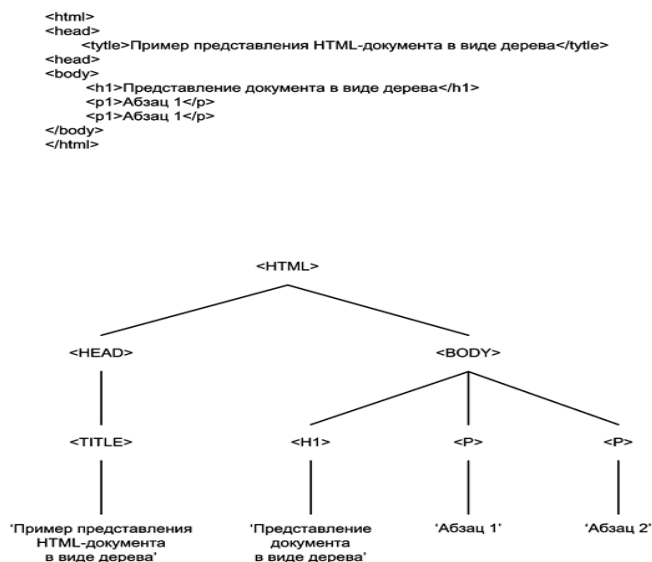 <html>
<head>
<tytle>Пример представления HTML-документа в виде дерева</tytle>
<head>
<body>
<h1>Представление документа в виде дерева</h1>
<p1>Абзац 1</p>
<p1>Абзац 1</p>
</body>
</html>
<HTML>
<HEAD> <BODY>
<TITLE> <H1> <P> <P>
'Пример представления 'Представление 'Абзац 1' 'Абзац 2'
HTML-документа документа
в виде дерева' в виде дерева'